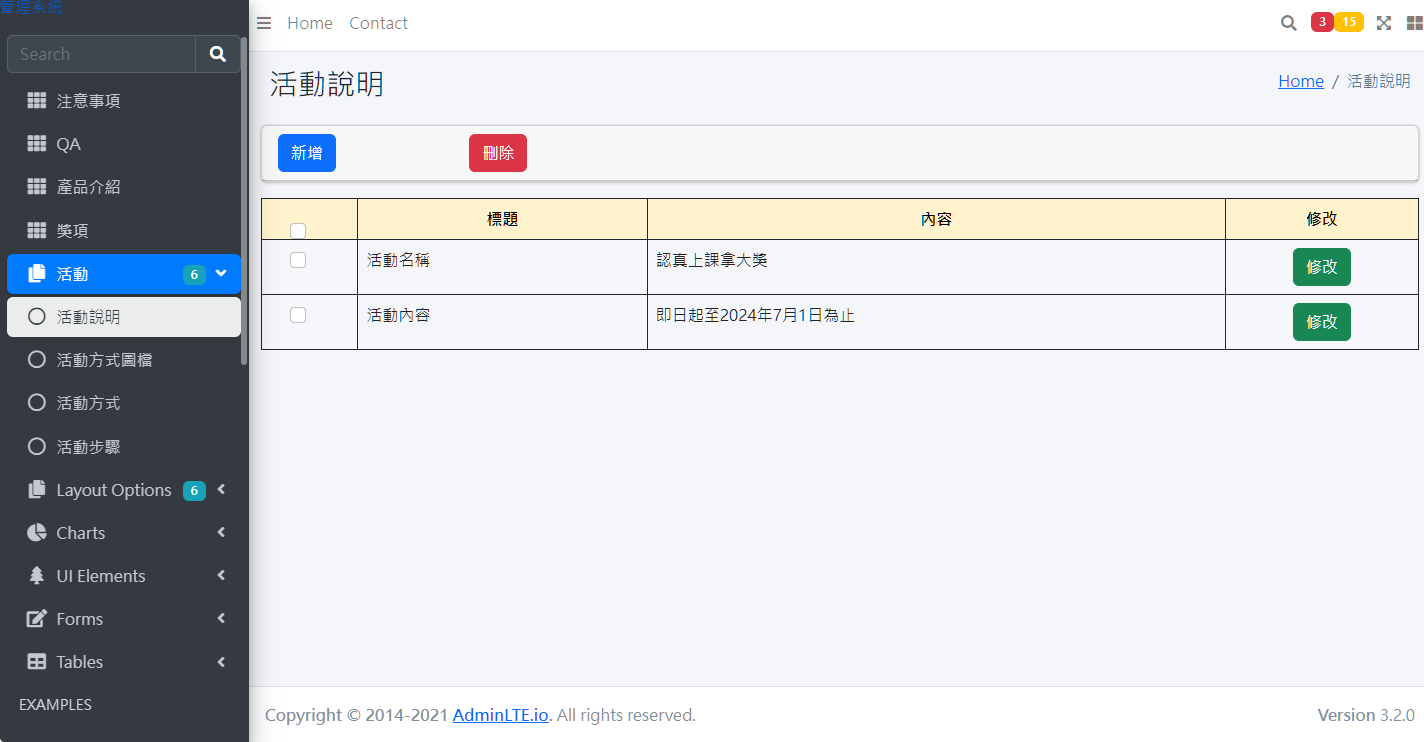 管理系統
Search
注意事項
QA
產品介紹
獎項
活動 6
活動說明
活動方式圖檔
活動方式
活動步驟
Layout Options 6
Charts
UI Elements
Forms
Tables
EXAMPLES
Home Contact 3 15
活動說明 Home / 活動說明
新增 刪除
標題 內容 修改
活動名稱 認真上課拿大獎 修改
活動內容 即日起至2024年7月1日為止 修改
Copyright © 2014-2021 AdminLTE.io. All rights reserved. Version 3.2.0